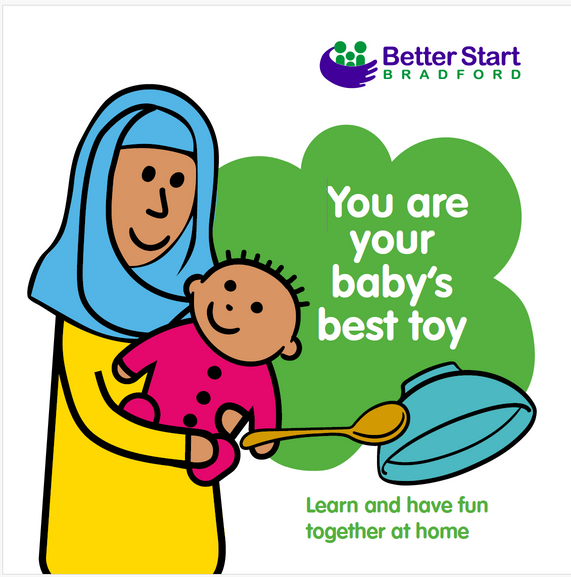 Better Start
BRADFORD
You are
your
baby's
best toy
Learn and have fun
together at home